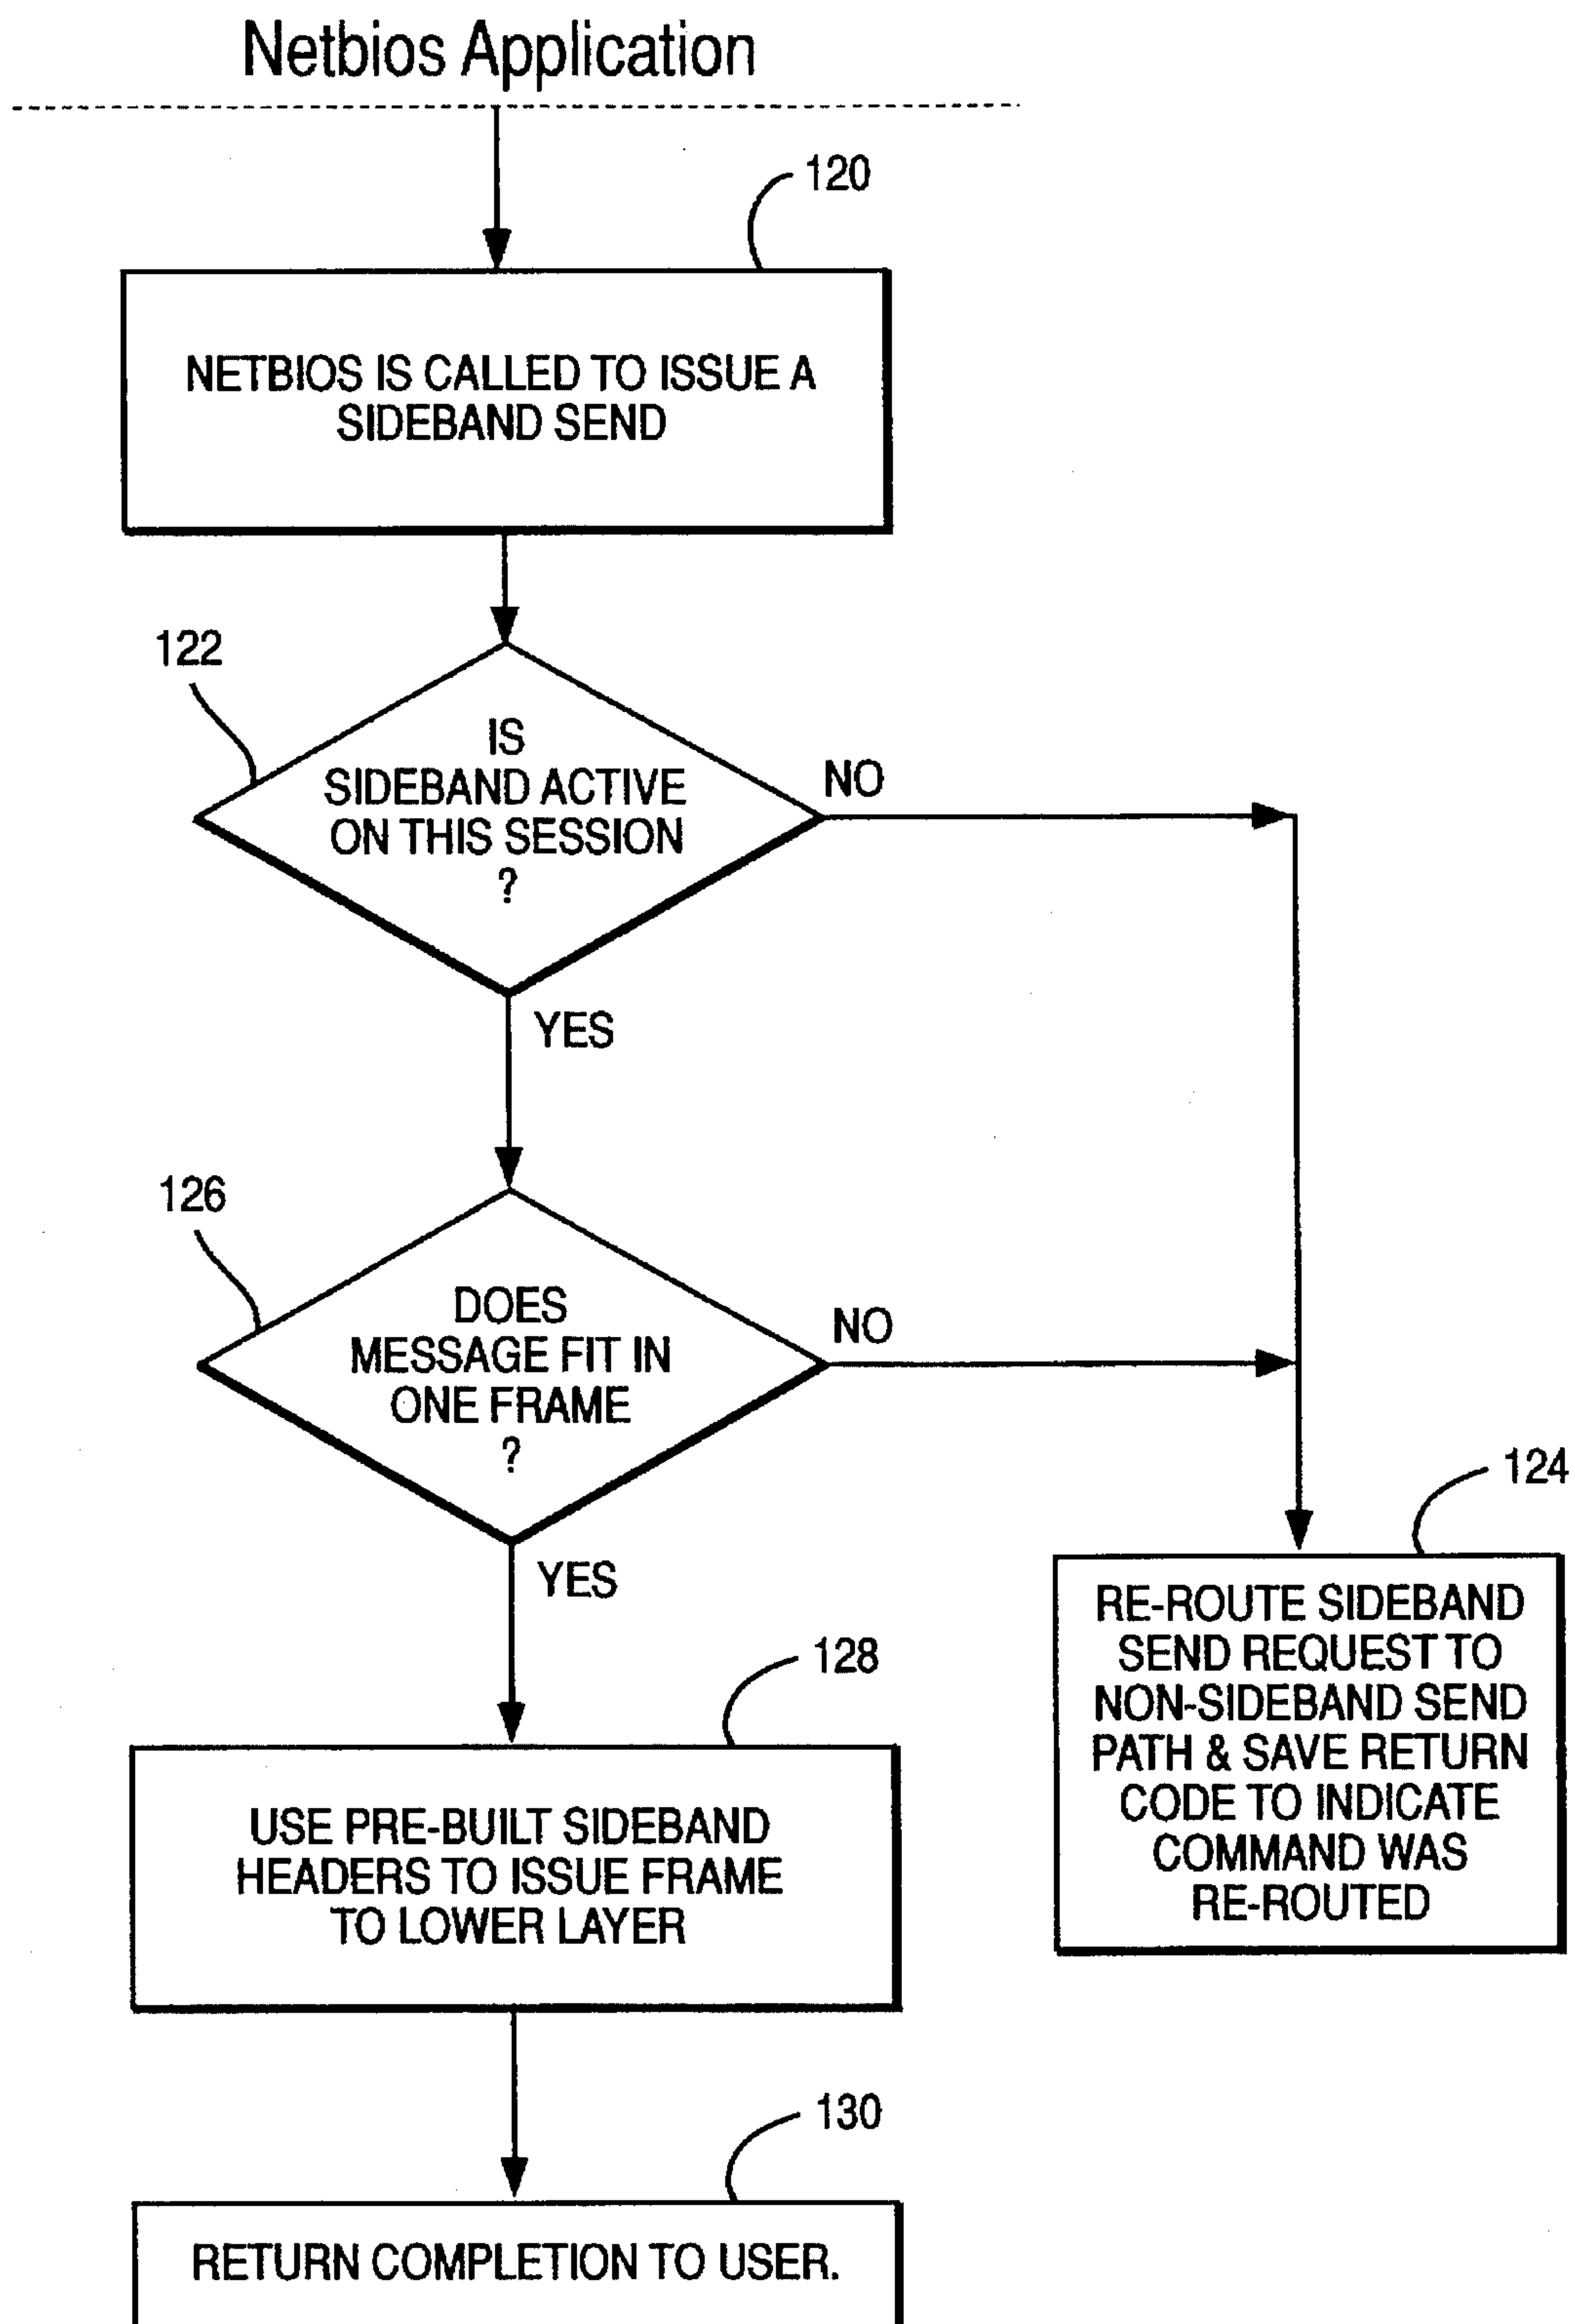 Netbios Application
120
NETBIOS IS CALLED TO ISSUE A
SIDEBAND SEND
122
IS
SIDEBAND ACTIVE
ON THIS SESSION
?
NO
YES
126
DOES
MESSAGE FIT IN
ONE FRAME
?
NO
YES
124
RE-ROUTE SIDEBAND
SEND REQUEST TO
NON-SIDEBAND SEND
PATH & SAVE RETURN
CODE TO INDICATE
COMMAND WAS
RE-ROUTED
128
USE PRE-BUILT SIDEBAND
HEADERS TO ISSUE FRAME
TO LOWER LAYER
130
RETURN COMPLETION TO USER.